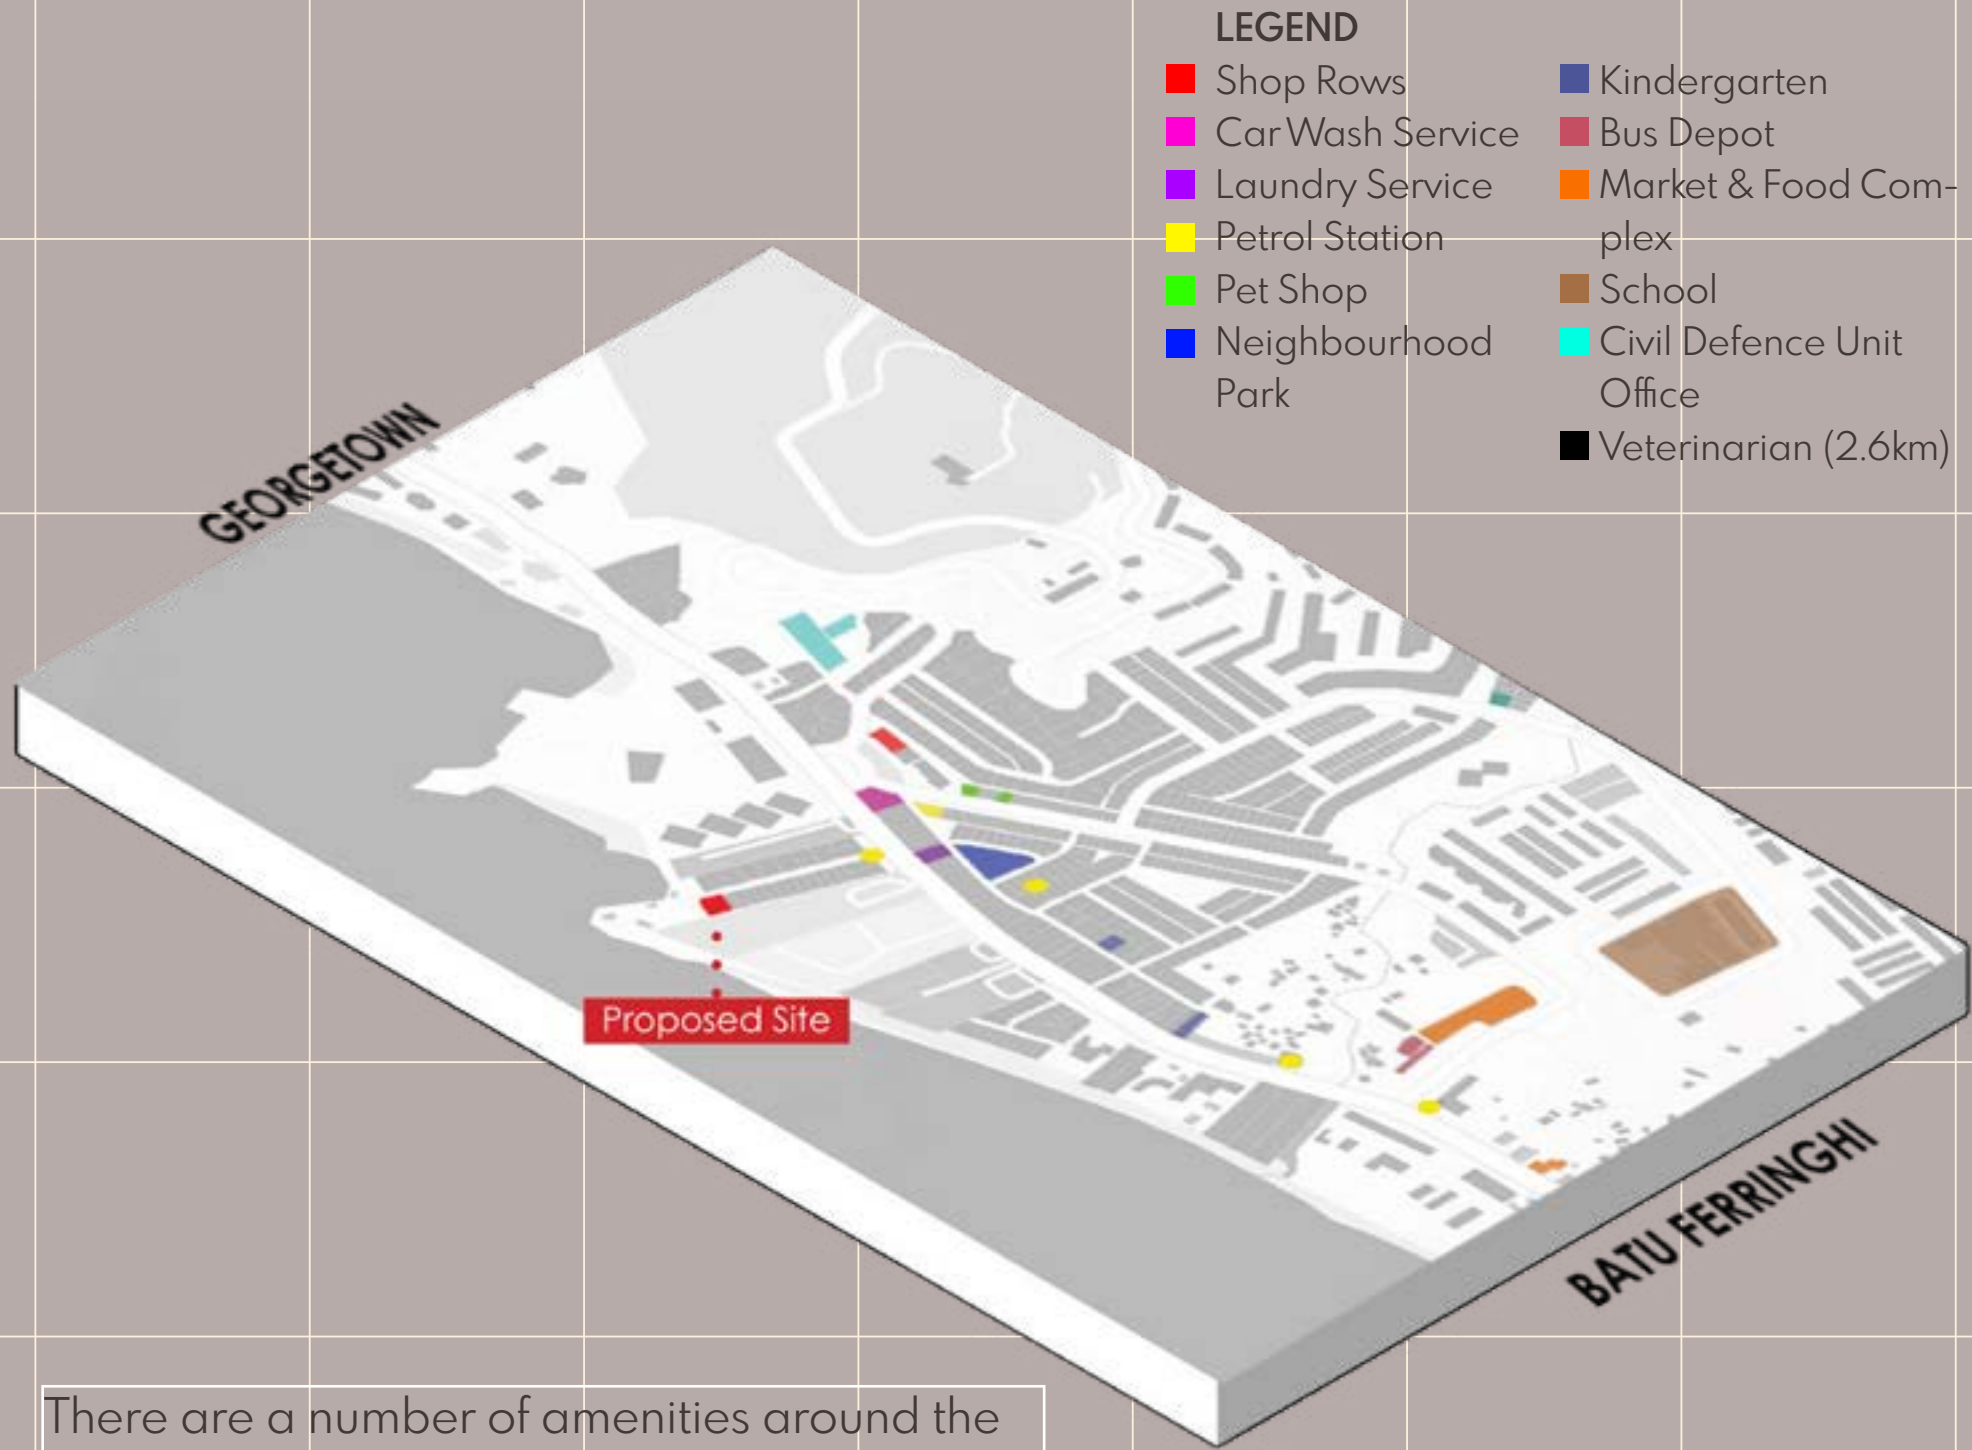 LEGEND
Shop Rows
Car Wash Service
Laundry Service
Petrol Station
Pet Shop
Neighbourhood
Park
Kindergarten
Bus Depot
Market & Food Com-
plex
School
Civil Defence Unit
Office
Veterinarian (2.6km)
GEORGETOWN
Proposed Site
BATU FERRINGHI
There are a number of amenities around the